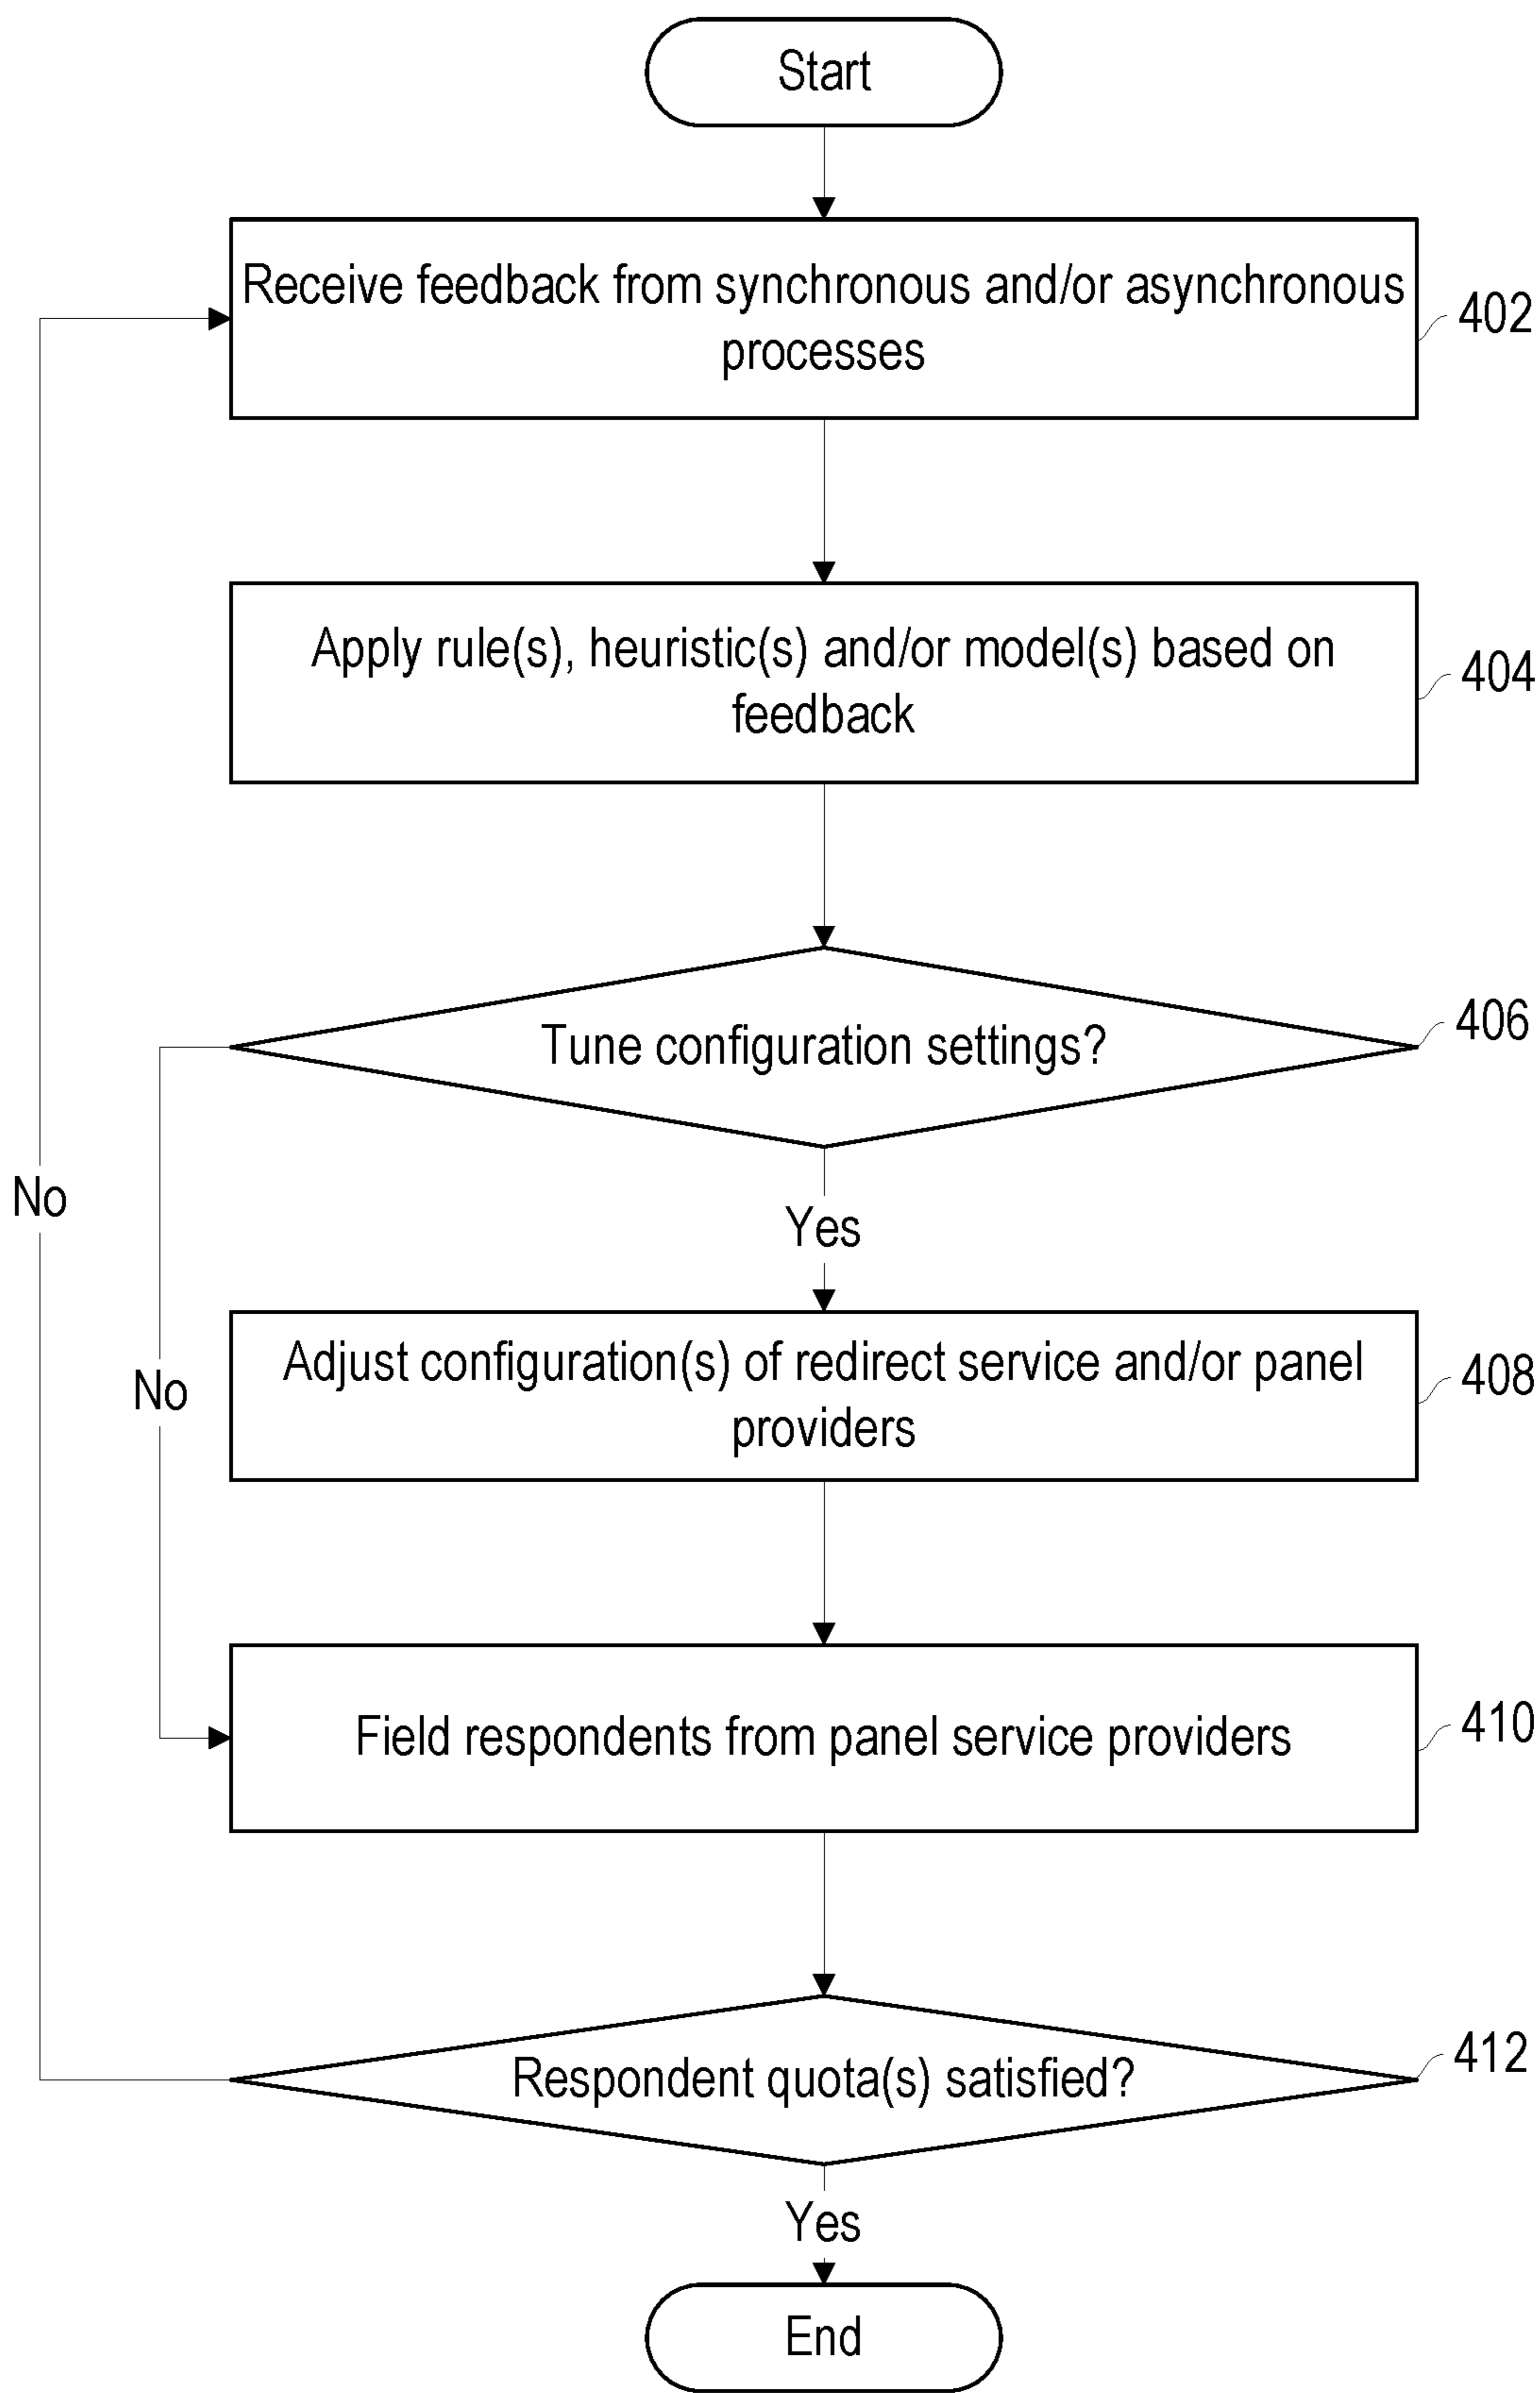 Start
Receive feedback from synchronous and/or asynchronous
processes
402
Apply rule(s), heuristic(s) and/or model(s) based on
feedback
404
Tune configuration settings?
406
No
Yes
Adjust configuration(s) of redirect service and/or panel
providers
408
No
Field respondents from panel service providers
410
Respondent quota(s) satisfied?
412
Yes
End